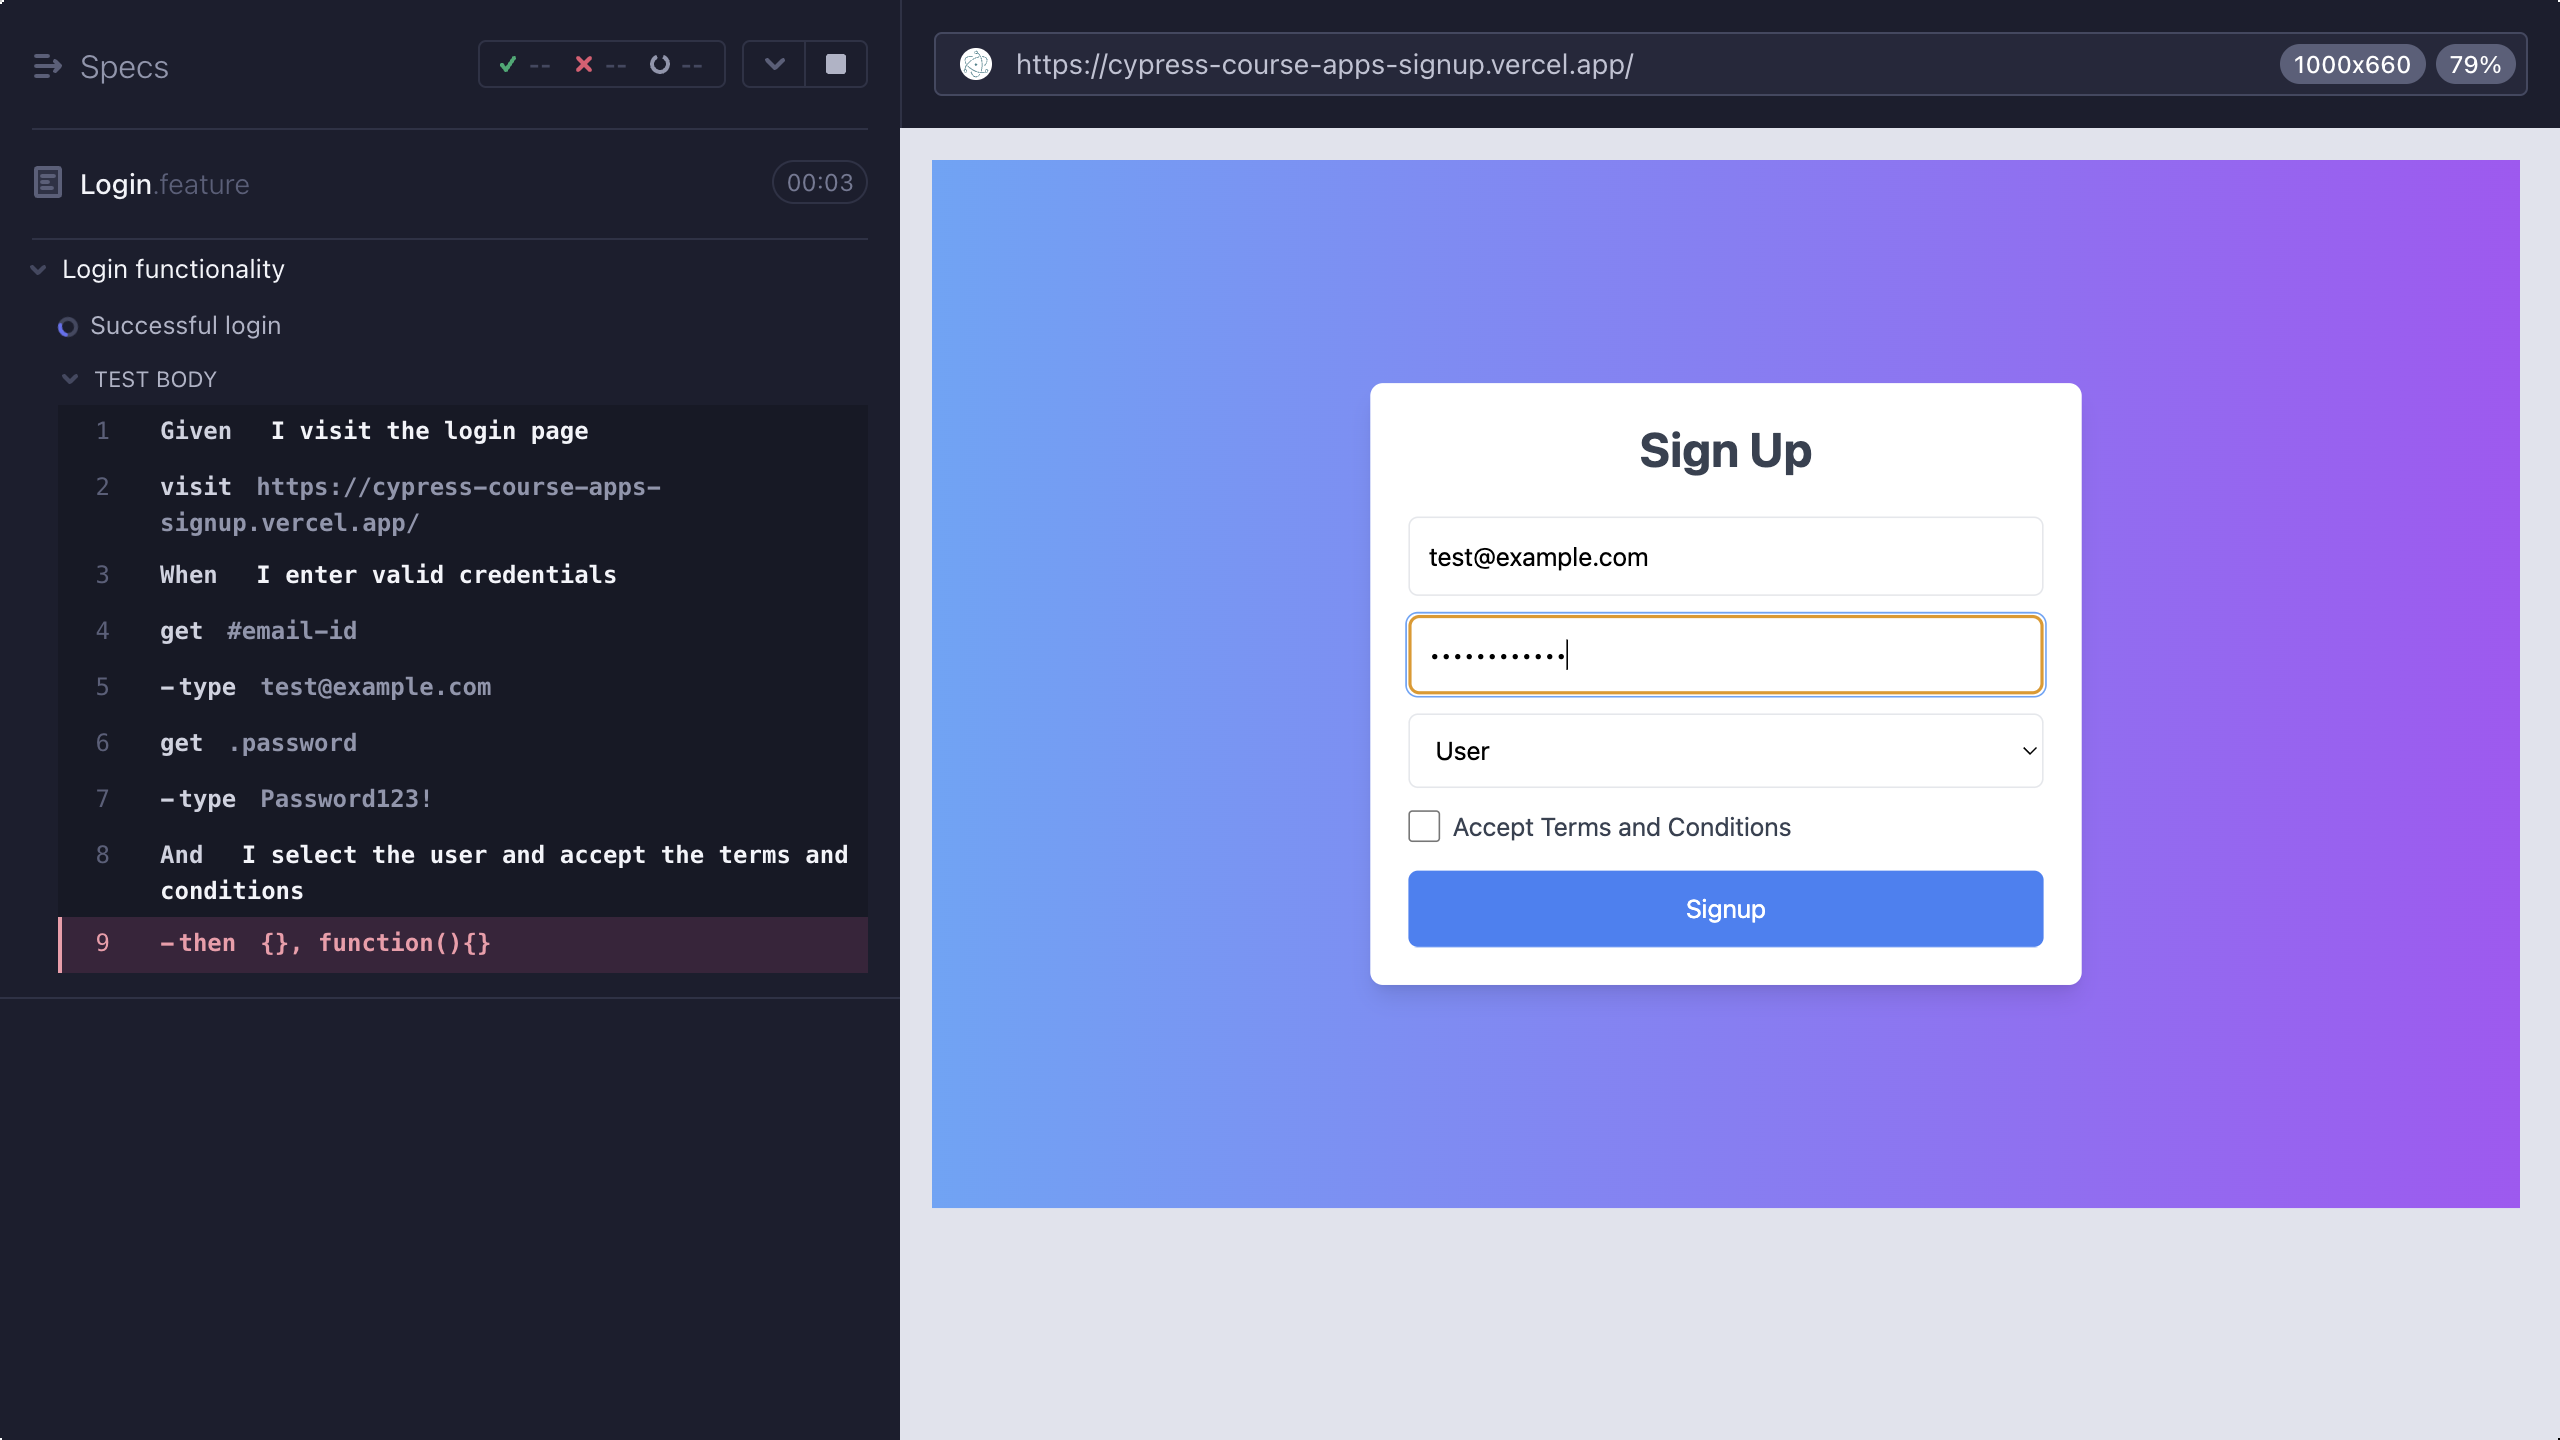 Specs
-- -- --
Login.feature
00:03
Login functionality
Successful login
TEST BODY
1 Given I visit the login page
2 visit https://cypress-course-apps-
signup.vercel.app/
3 When I enter valid credentials
4 get #email-id
5 -type test@example.com
6 get .password
7 -type Password123!
8 And I select the user and accept the terms and
conditions
9 -then {}, function(){}
https://cypress-course-apps-signup.vercel.app/
1000x660 79%
Sign Up
test@example.com
••••••••••••
User
Accept Terms and Conditions
Signup